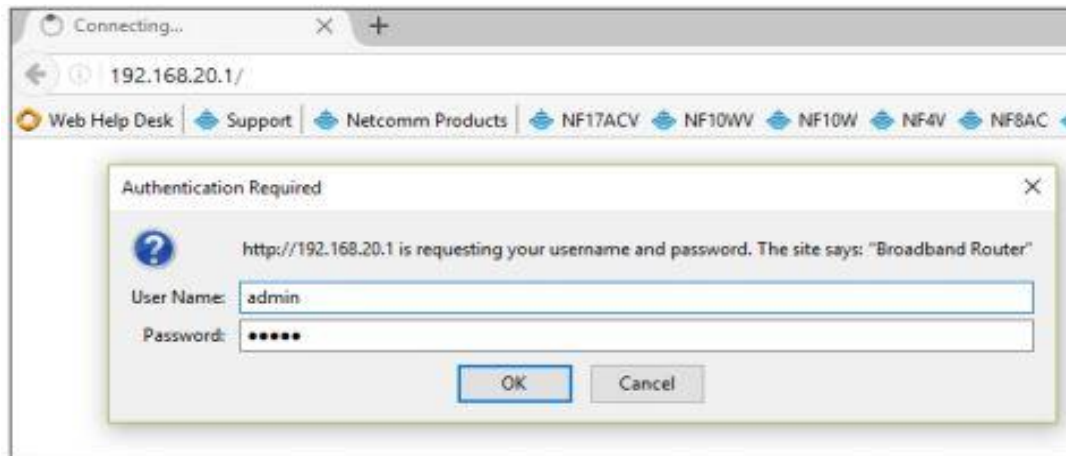 Connecting...
192.168.20.1/
Web Help Desk Support Netcomm Products NF17ACV NF10WV NF10W NF4V NF8AC
Authentication Required
http://192.168.20.1 is requesting your username and password. The site says: "Broadband Router"
User Name: admin
Password: •••••
OK Cancel